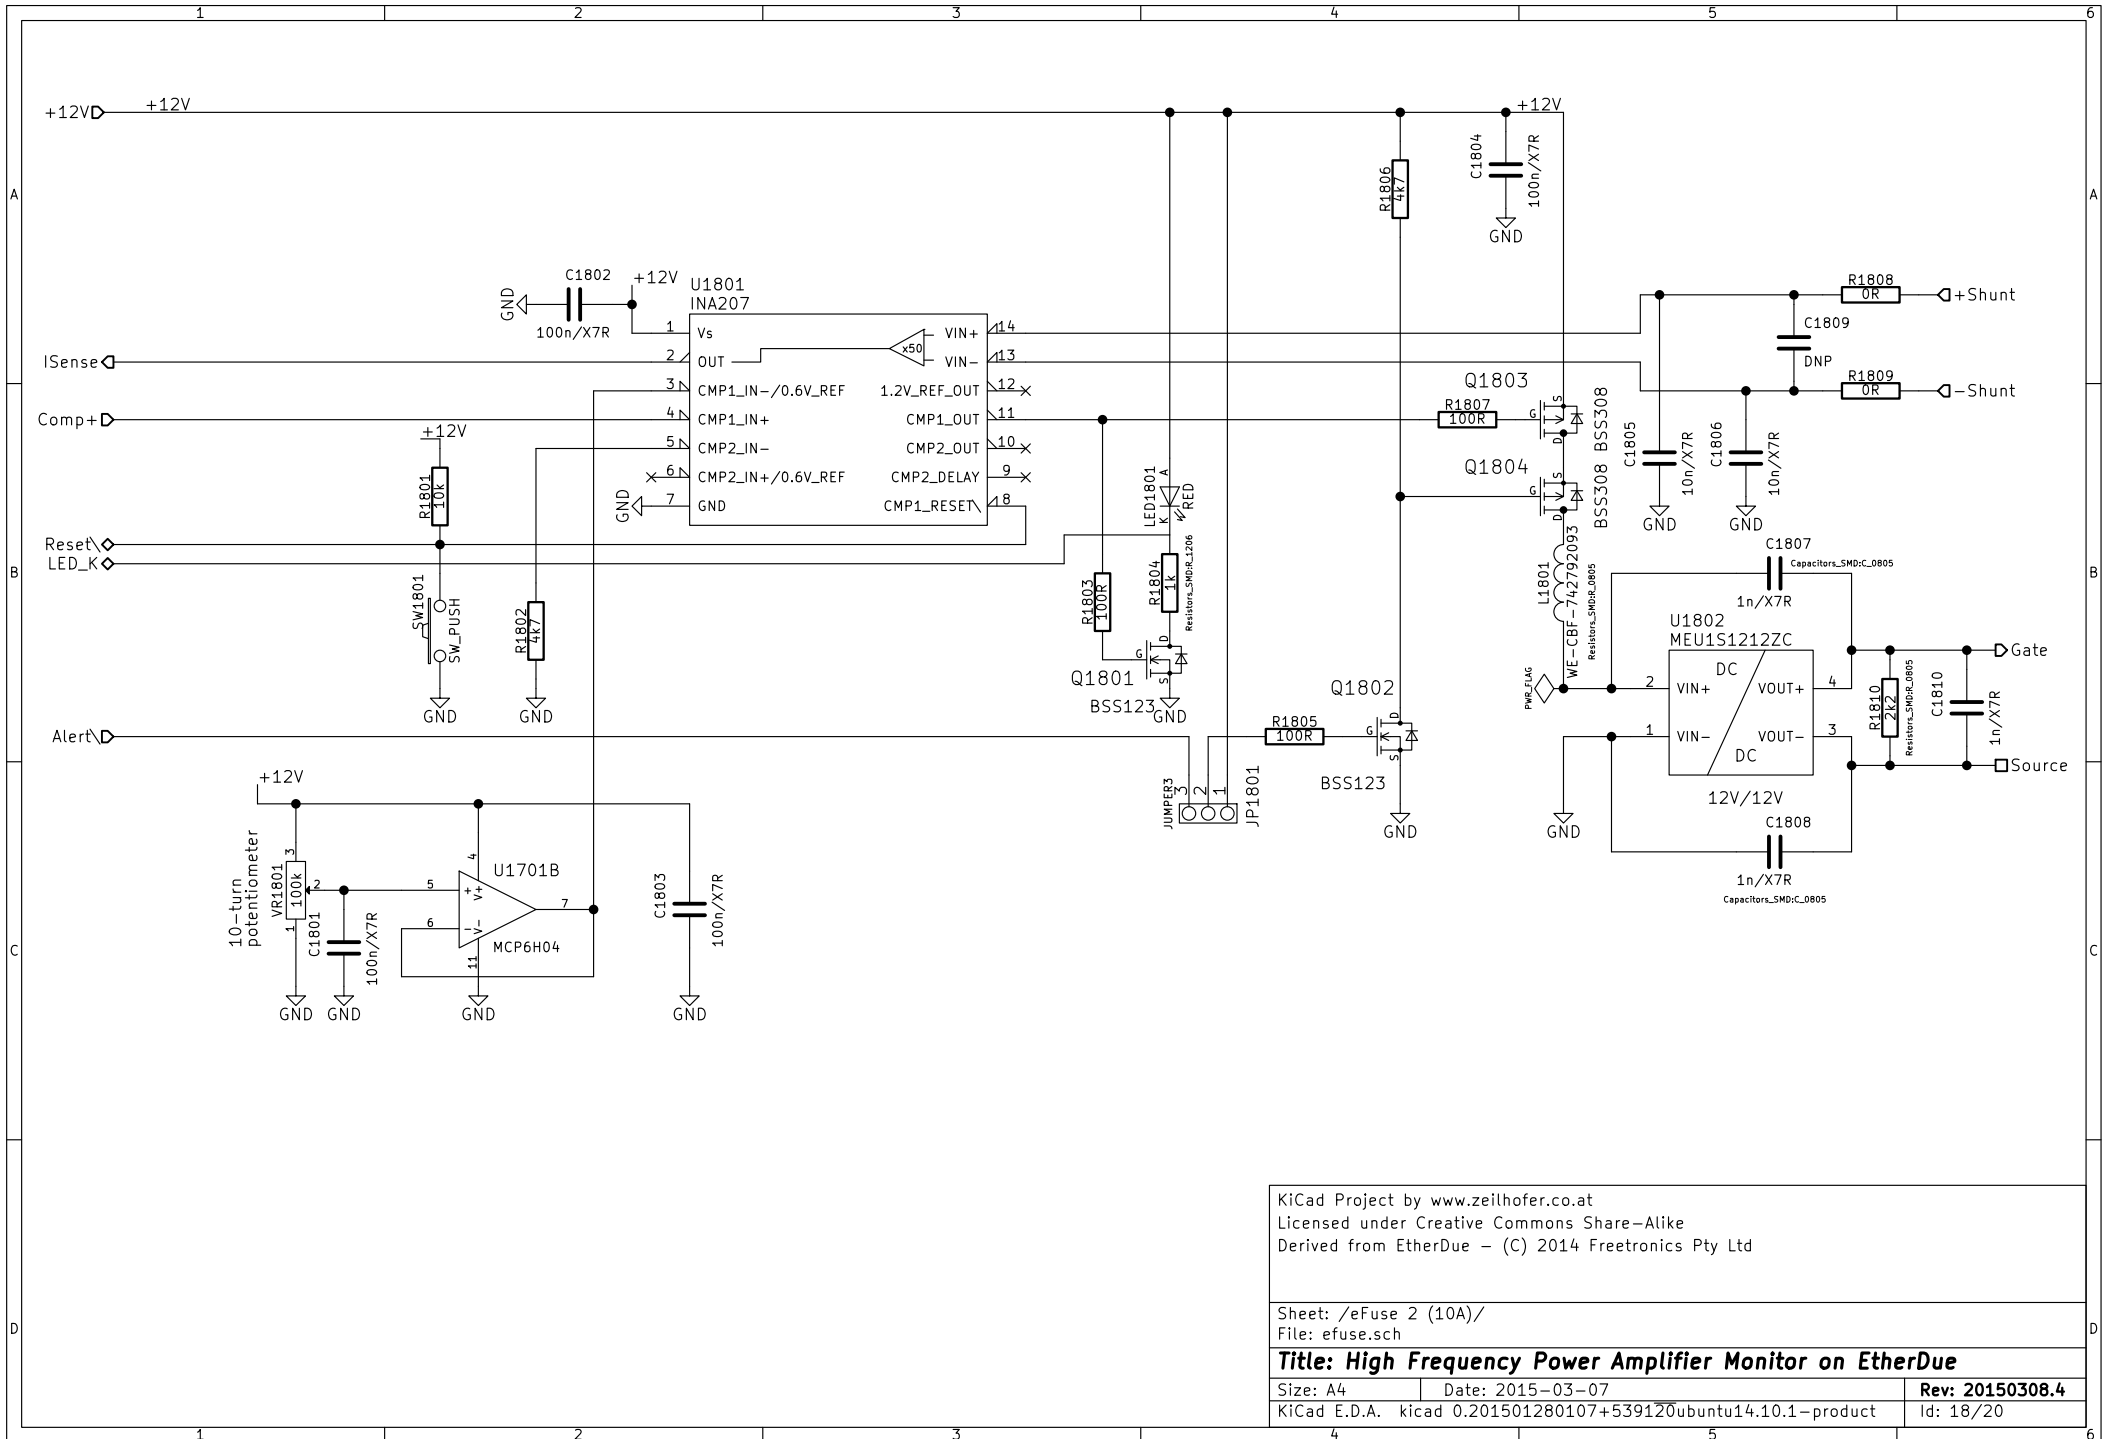 1 2 3 4 5 6
A A
B B
C C
D D
1 2 3 4 5 6
+12V
+12V
+12V
C1804
100n/X7R
GND
R1806
4k7
C1802
+12V
GND
100n/X7R
U1801
INA207
1 Vs
2 OUT
3 CMP1_IN-/0.6V_REF
4 CMP1_IN+
5 CMP2_IN-
6 CMP2_IN+/0.6V_REF
7 GND
GND
x50
VIN+ 14
VIN- 13
1.2V_REF_OUT 12
CMP1_OUT 11
CMP2_OUT 10
CMP2_DELAY 9
CMP1_RESET\ 8
ISense
Comp+
+12V
R1801
10k
Reset\
LED_K
SW1801
SW_PUSH
GND
R1802
4k7
GND
Alert\
LED1801
RED
A
K
R1803
100R
R1804
1k
Resistors_SMD:R_1206
Q1801
BSS123
G
D
S
GND
JUMPER3
3
2
1
JP1801
R1805
100R
Q1802
BSS123
G
D
S
GND
R1807
100R
Q1803
BSS308
G
S
D
Q1804
BSS308
G
S
D
L1801
WE-CBF-742792093
Resistors_SMD:R_0805
PWR_FLAG
GND
R1808
0R
+Shunt
C1809
DNP
R1809
0R
-Shunt
C1805
10n/X7R
GND
C1806
10n/X7R
GND
C1807
Capacitors_SMD:C_0805
1n/X7R
U1802
MEU1S1212ZC
DC
DC
2 VIN+
1 VIN-
VOUT+ 4
VOUT- 3
12V/12V
C1808
1n/X7R
Capacitors_SMD:C_0805
R1810
2k2
Resistors_SMD:R_0805
C1810
1n/X7R
Gate
Source
+12V
10-turn
potentiometer
VR1801
100k
3
2
1
GND
C1801
100n/X7R
GND
U1701B
MCP6H04
5
6
7
4
11
+
-
V+
V-
GND
C1803
100n/X7R
GND
KiCad Project by www.zeilhofer.co.at
Licensed under Creative Commons Share-Alike
Derived from EtherDue - (C) 2014 Freetronics Pty Ltd
Sheet: /eFuse 2 (10A)/
File: efuse.sch
Title: High Frequency Power Amplifier Monitor on EtherDue
Size: A4 Date: 2015-03-07 Rev: 20150308.4
KiCad E.D.A. kicad 0.201501280107+539120ubuntu14.10.1-product Id: 18/20